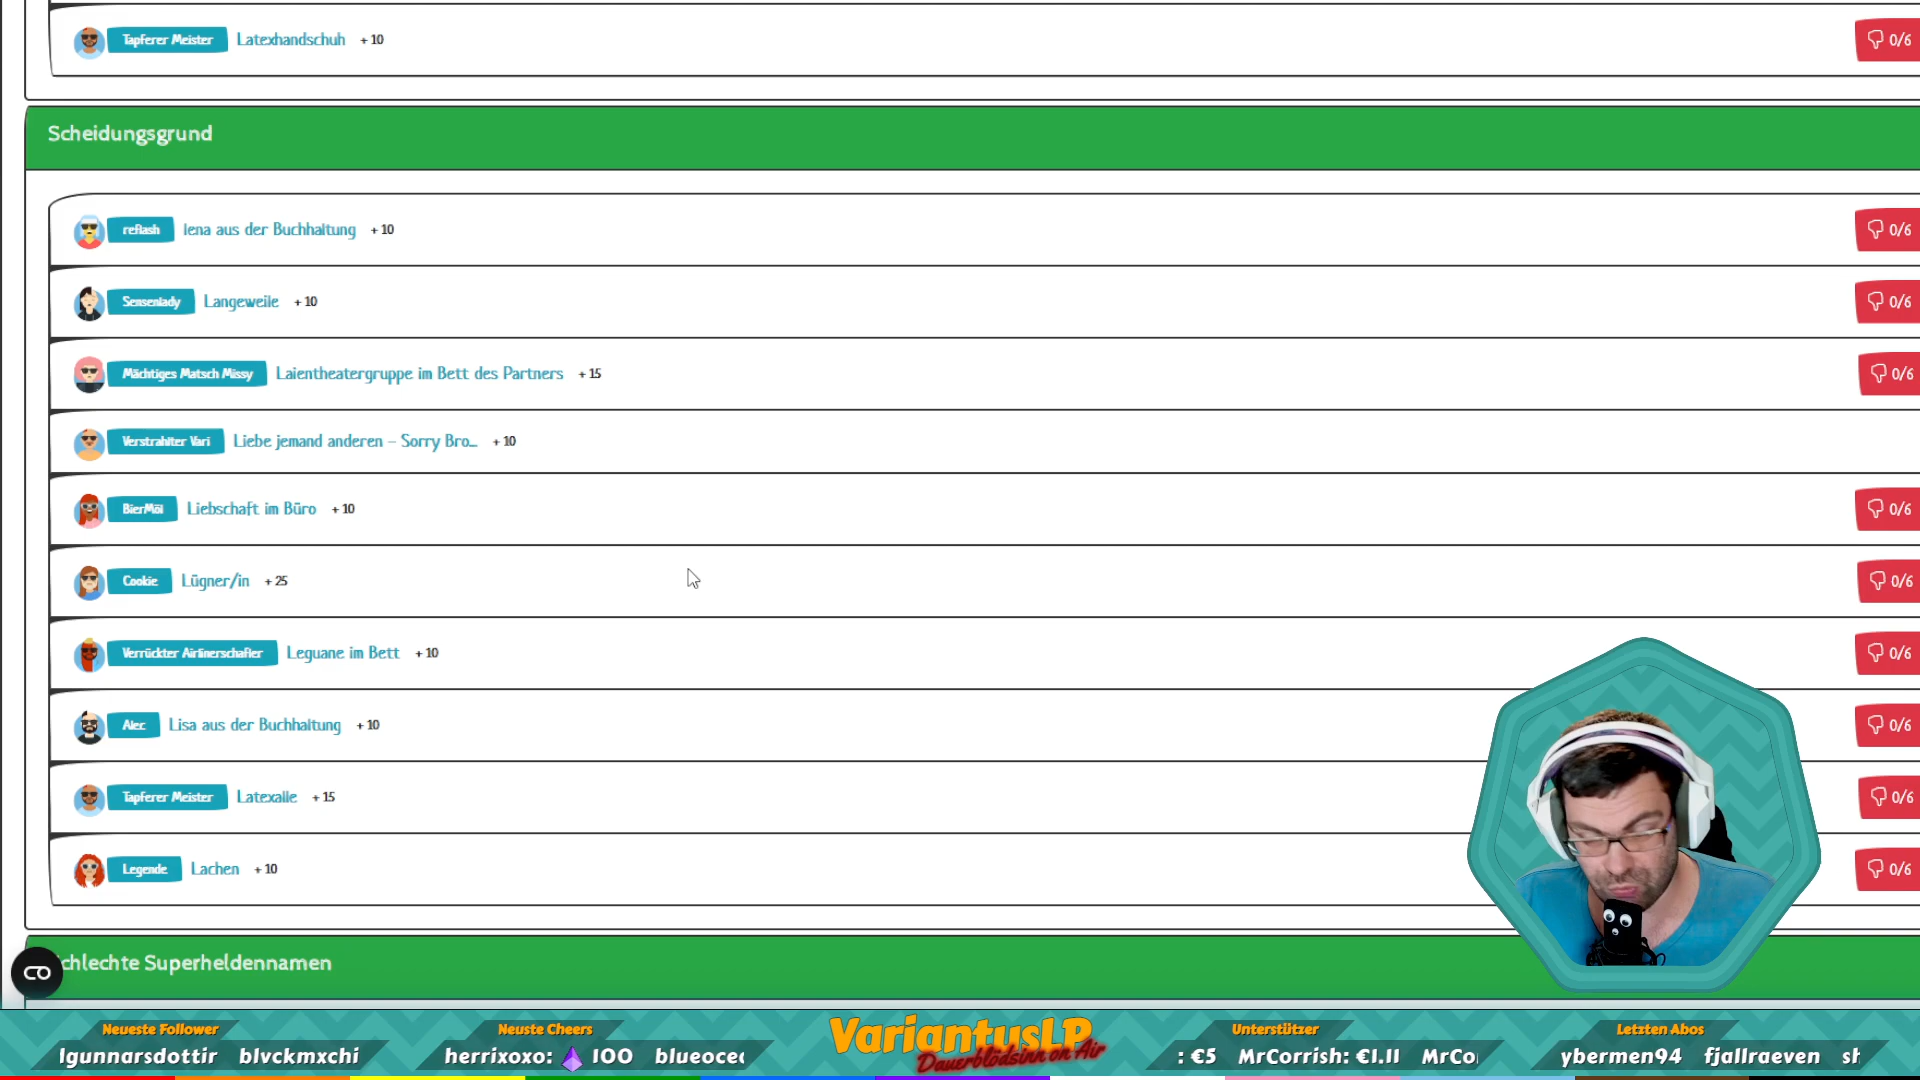 Tapferer Meister Latexhandschuh + 10 0/6
Scheidungsgrund
reflash lena aus der Buchhaltung + 10 0/6
Sensenlady Langeweile + 10 0/6
Mächtiges Matsch Missy Laientheatergruppe im Bett des Partners + 15 0/6
Verstrahlter Vari Liebe jemand anderen - Sorry Bro... + 10
BierMöl Liebschaft im Büro + 10 0/6
Cookie Lügner/in + 25 0/6
Verrückter Airlinerschafler Leguane im Bett + 10 0/6
Alec Lisa aus der Buchhaltung + 10 0/6
Tapferer Meister Latexalle + 15 0/6
Legende Lachen + 10 0/6
chlechte Superheldennamen
Neueste Follower
lgunnarsdottir blvckmxchi
Neuste Cheers
herrixoxo: 100 blueoce
VariantusLP
Dauerblödsinn on Air
Unterstützer
: €5 MrCorrish: €1.11 MrCo
Letzten Abos
ybermen94 fjallraeven sh